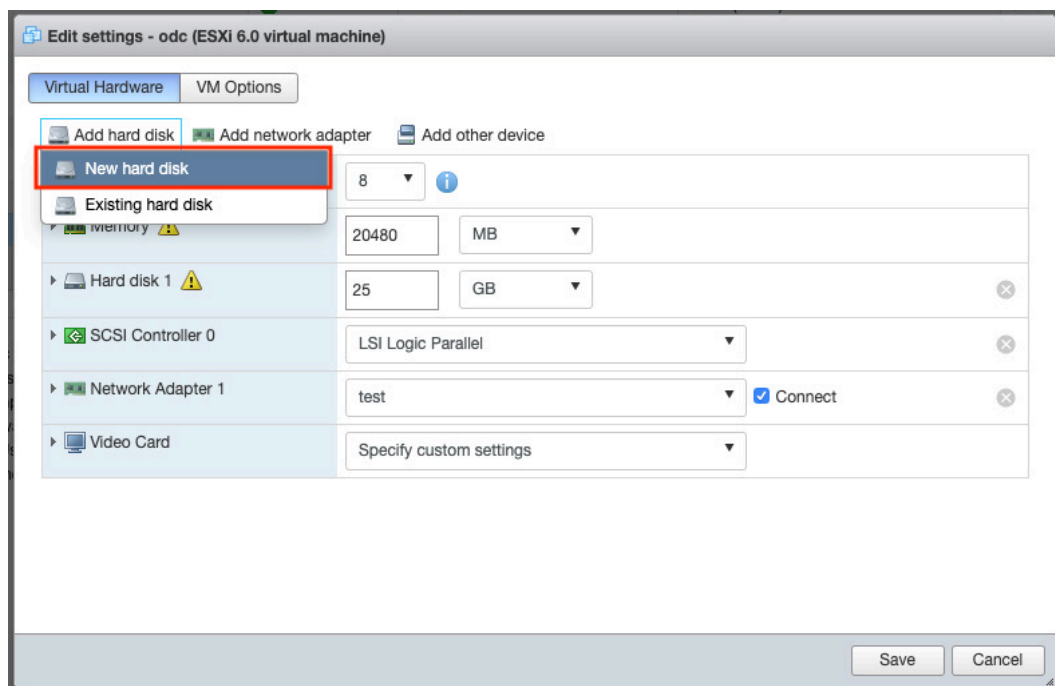 Edit settings - odc (ESXi 6.0 virtual machine)
Virtual Hardware VM Options
Add hard disk Add network adapter Add other device
New hard disk 8
Existing hard disk
Memory 20480 MB
Hard disk 1 25 GB
SCSI Controller 0 LSI Logic Parallel
Network Adapter 1 test Connect
Video Card Specify custom settings
Save Cancel